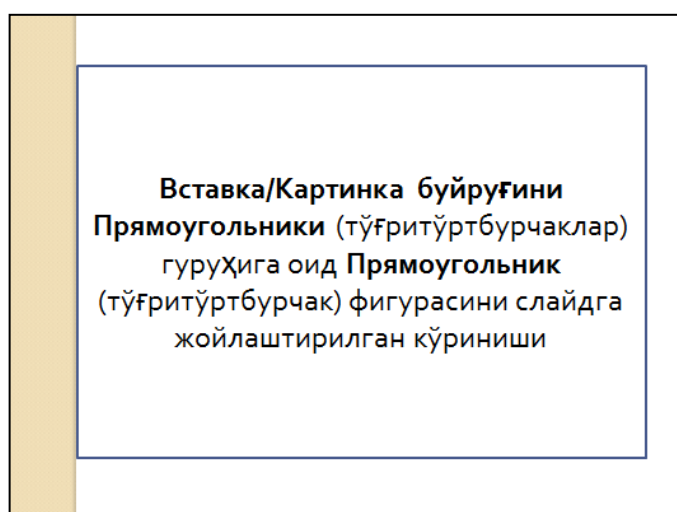 Вставка/Картинка буйруғини
Прямоугольники (тўғритўртбурчаклар)
гуруҳига оид Прямоугольник
(тўғритўртбурчак) фигурасини слайдга
жойлаштирилган кўриниши